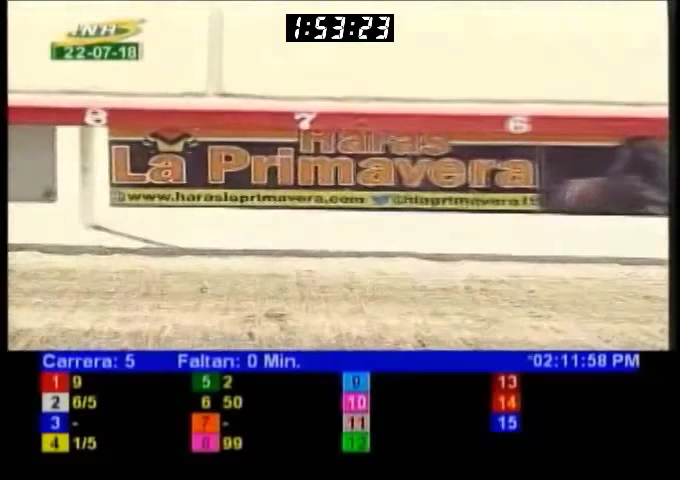 INH
22-07-18
1:53:23
8 7 6
Haras
La Primavera
www.haraslaprimavera.com
Carrera: 5 Faltan: 0 Min. *02:11:58 PM
1 9 5 2 9 13
2 6/5 6 50 10 14
3 - 7 - 11 15
4 1/5 8 99 12